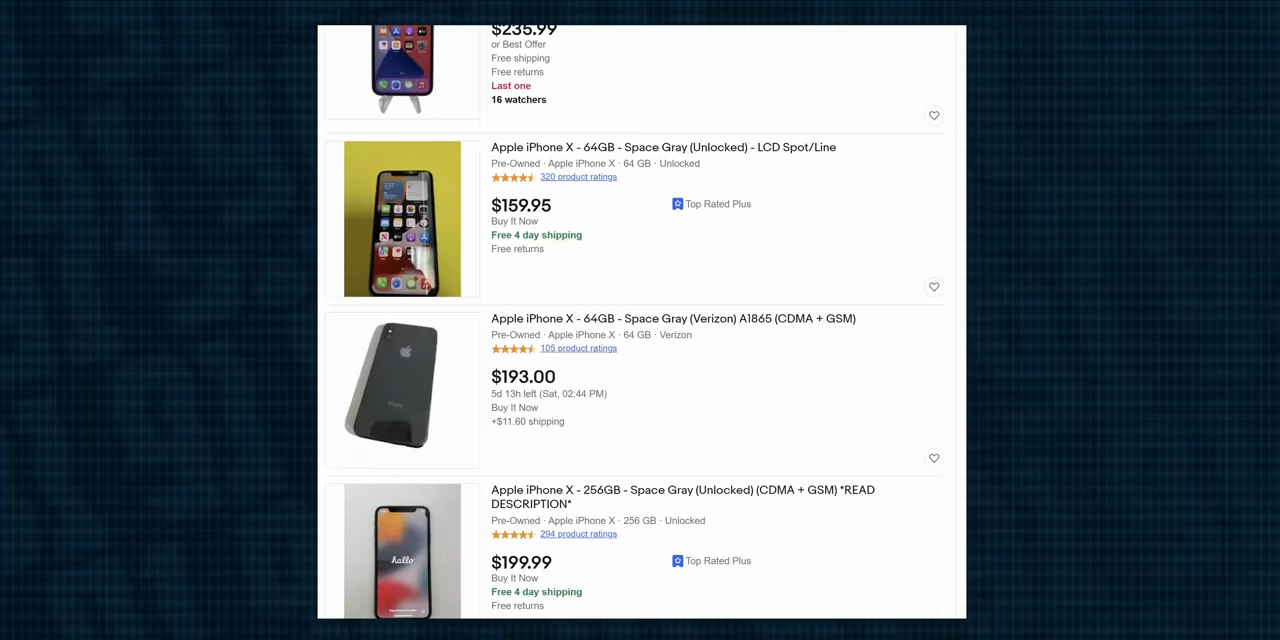 $235.99
or Best Offer
Free shipping
Free returns
Last one
16 watchers
Apple iPhone X - 64GB - Space Gray (Unlocked) - LCD Spot/Line
Pre-Owned · Apple iPhone X · 64 GB · Unlocked
320 product ratings
$159.95
Top Rated Plus
Buy It Now
Free 4 day shipping
Free returns
Apple iPhone X - 64GB - Space Gray (Verizon) A1865 (CDMA + GSM)
Pre-Owned · Apple iPhone X · 64 GB · Verizon
105 product ratings
$193.00
5d 13h left (Sat, 02:44 PM)
Buy It Now
+$11.60 shipping
Apple iPhone X - 256GB - Space Gray (Unlocked) (CDMA + GSM) *READ
DESCRIPTION*
Pre-Owned · Apple iPhone X · 256 GB · Unlocked
294 product ratings
hallo
$199.99
Top Rated Plus
Buy It Now
Free 4 day shipping
Free returns